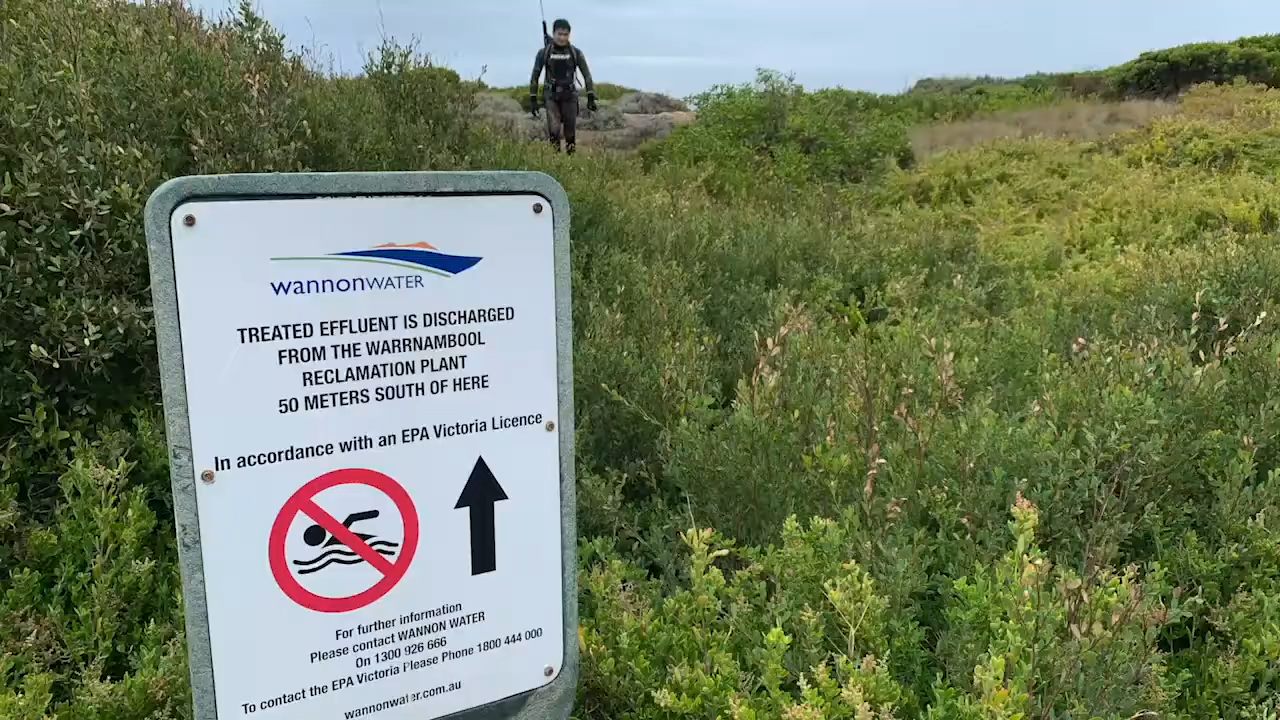 wannonWATER
TREATED EFFLUENT IS DISCHARGED
FROM THE WARRNAMBOOL
RECLAMATION PLANT
50 METERS SOUTH OF HERE
In accordance with an EPA Victoria Licence
For further information
Please contact WANNON WATER
On 1300 926 666
To contact the EPA Victoria Please Phone 1800 444 000
wannonwater.com.au